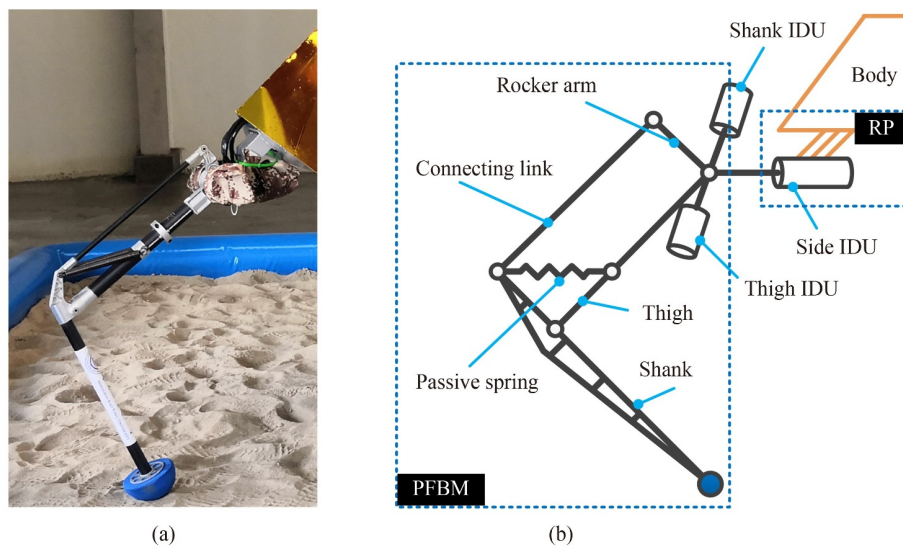 Shank IDU
Body
Rocker arm
RP
Connecting link
Side IDU
Thigh IDU
Thigh
Passive spring
Shank
PFBM
(a)
(b)